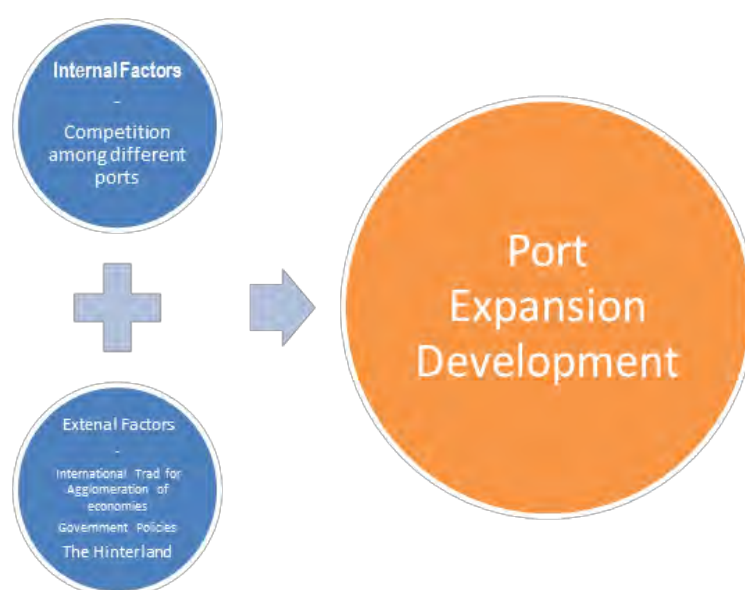 Internal Factors
-
Competition
among different
ports
Extenal Factors
-
International Trad for
Agglomeration of
economies
Government Policies
The Hinterland
Port
Expansion
Development